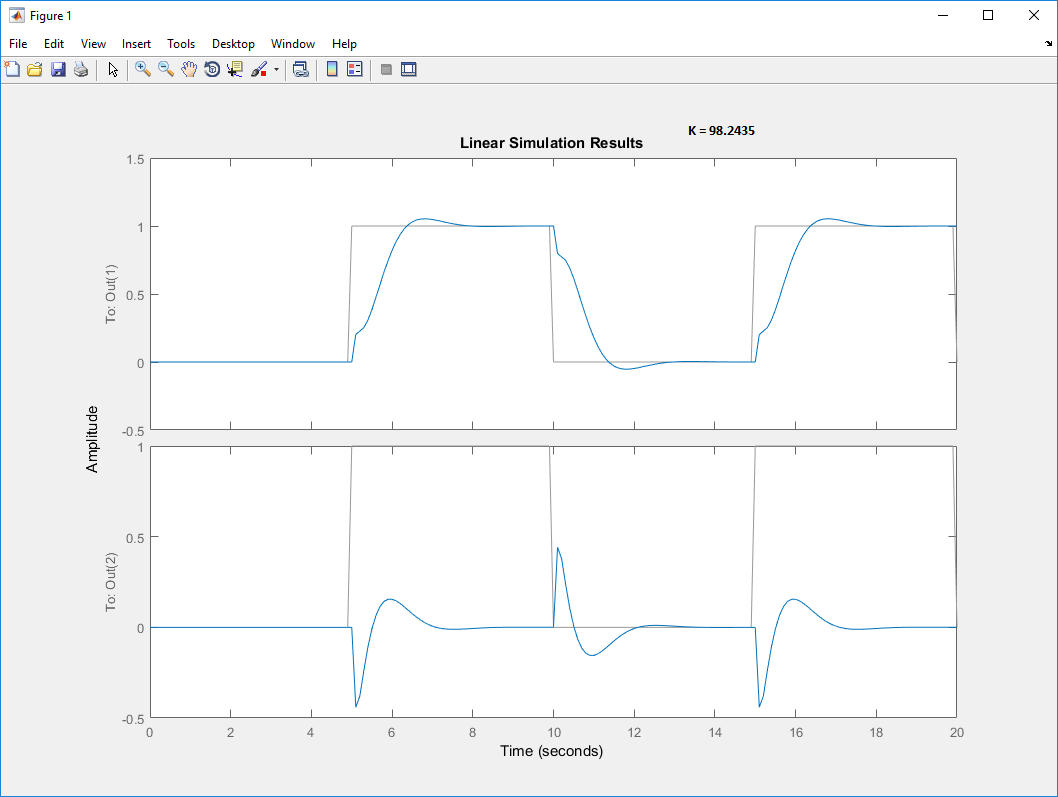 Figure 1
File Edit View Insert Tools Desktop Window Help
K = 98.2435
Linear Simulation Results
1.5
1
0.5
0
-0.5
To: Out(1)
Amplitude
1
0.5
0
-0.5
To: Out(2)
0 2 4 6 8 10 12 14 16 18 20
Time (seconds)